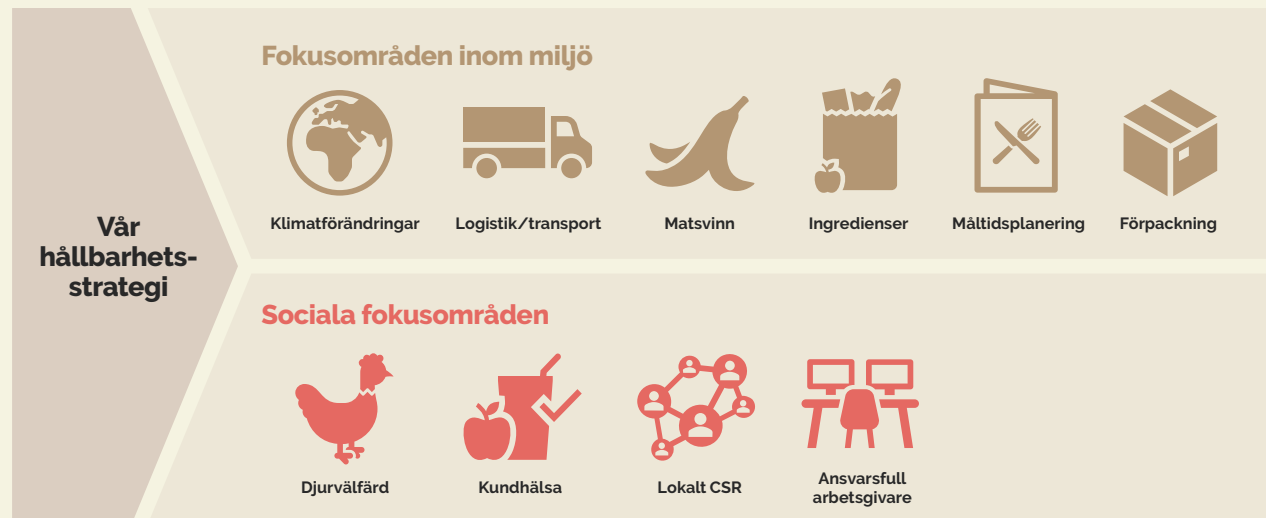 Vår
hållbarhets-
strategi
Fokusområden inom miljö
Klimatförändringar
Logistik/transport
Matsvinn
Ingredienser
Måltidsplanering
Förpackning
Sociala fokusområden
Djurvälfärd
Kundhälsa
Lokalt CSR
Ansvarsfull
arbetsgivare